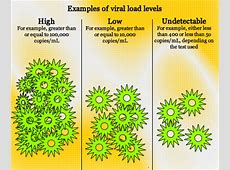 Examples of viral load levels
High
For example, greater than
or equal to 100,000
copies/mL
Low
For example, greater than
or equal to 10,000
copies/mL
Undetectable
For example, either less
than 400 or less than 50
copies/mL, depending on
the test used